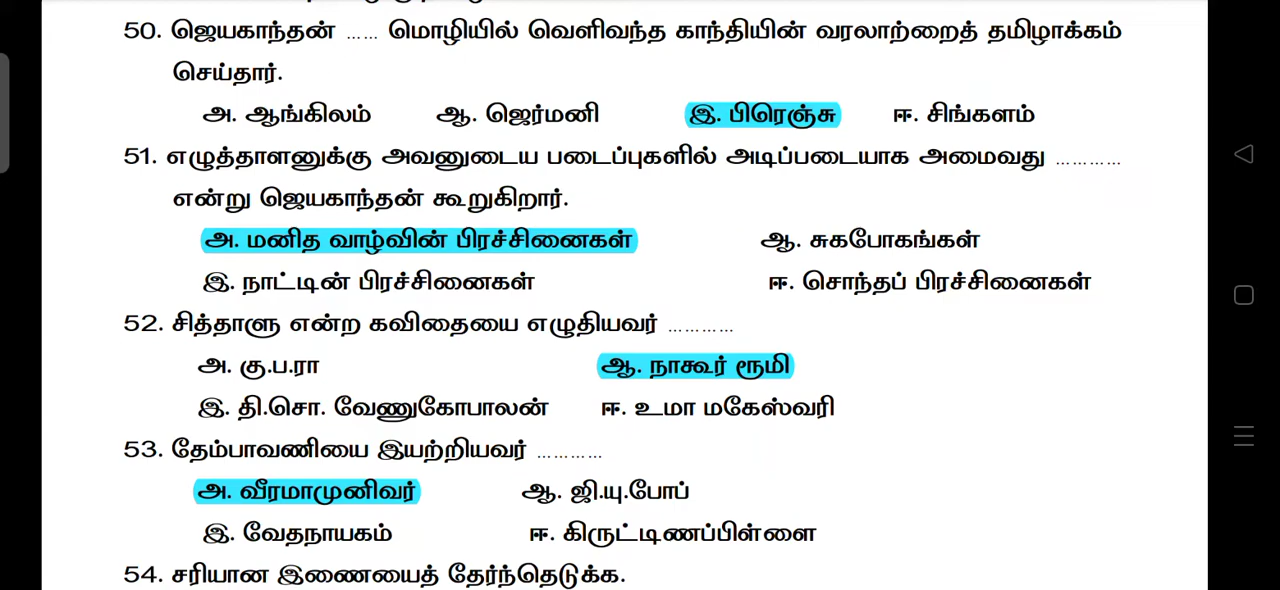 50. ஜெயகாந்தன் …… மொழியில் வெளிவந்த காந்தியின் வரலாற்றைத் தமிழாக்கம்
செய்தார்.
அ. ஆங்கிலம் ஆ. ஜெர்மனி இ. பிரெஞ்சு ஈ. சிங்களம்
51. எழுத்தாளனுக்கு அவனுடைய படைப்புகளில் அடிப்படையாக அமைவது …………
என்று ஜெயகாந்தன் கூறுகிறார்.
அ. மனித வாழ்வின் பிரச்சினைகள் ஆ. சுகபோகங்கள்
இ. நாட்டின் பிரச்சினைகள் ஈ. சொந்தப் பிரச்சினைகள்
52. சித்தாளு என்ற கவிதையை எழுதியவர் …………
அ. கு.ப.ரா ஆ. நாகூர் ரூமி
இ. தி.சொ. வேணுகோபாலன் ஈ. உமா மகேஸ்வரி
53. தேம்பாவணியை இயற்றியவர் …………
அ. வீரமாமுனிவர் ஆ. ஜி.யு.போப்
இ. வேதநாயகம் ஈ. கிருட்டிணப்பிள்ளை
54. சரியான இணையைத் தேர்ந்தெடுக்க.